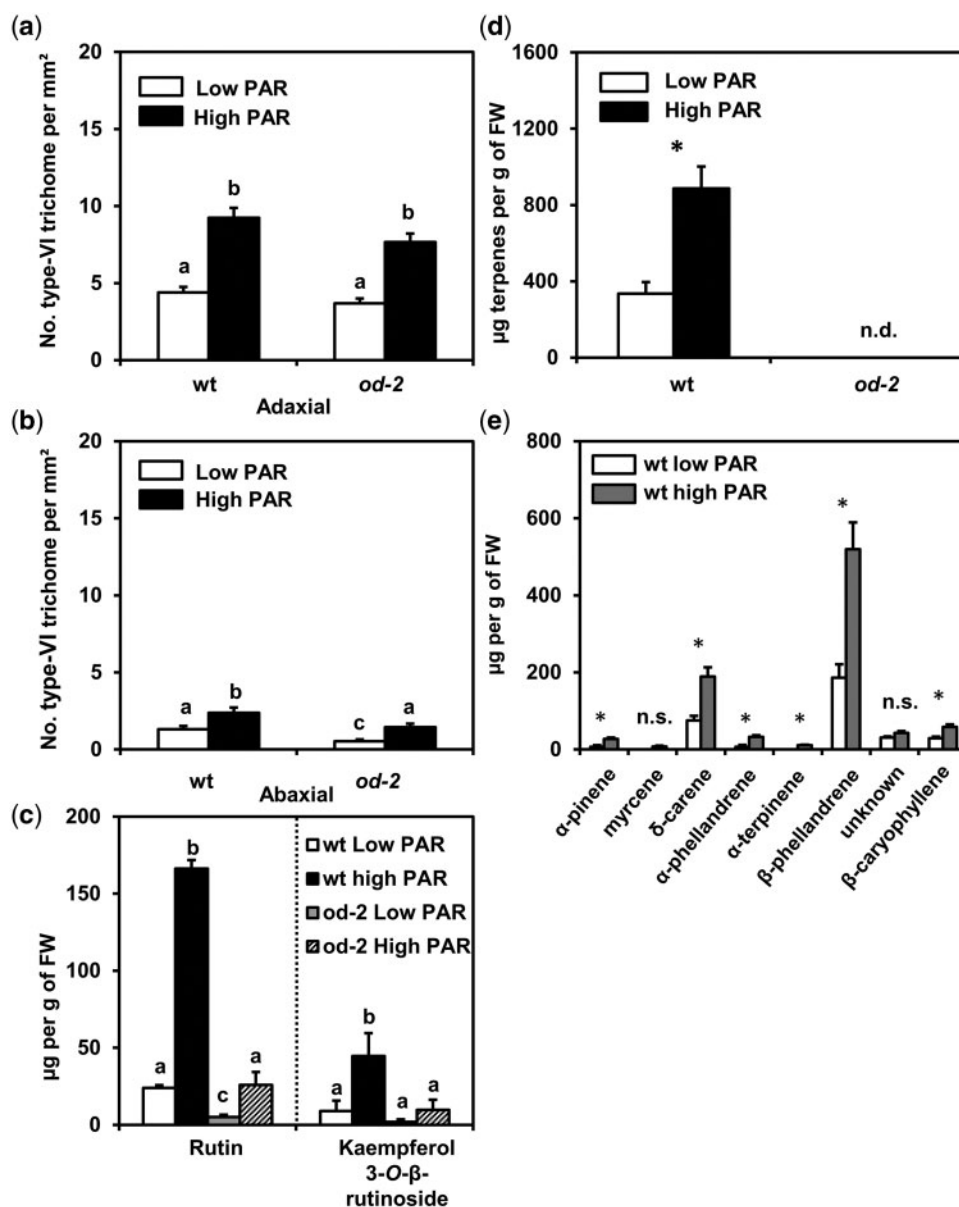 (a)
No. type-VI trichome per mm²
20
15
10
5
0
Low PAR
High PAR
a
b
a
b
wt
od-2
Adaxial
(b)
No. type-VI trichome per mm²
20
15
10
5
0
Low PAR
High PAR
a
b
c
a
wt
od-2
Abaxial
(c)
µg per g of FW
200
150
100
50
0
wt Low PAR
wt high PAR
od-2 Low PAR
od-2 High PAR
a
b
c
a
a
b
a
a
Rutin
Kaempferol
3-O-β-
rutinoside
(d)
µg terpenes per g of FW
1600
1200
800
400
0
Low PAR
High PAR
*
n.d.
wt
od-2
(e)
µg per g of FW
800
600
400
200
0
wt low PAR
wt high PAR
*
n.s.
*
*
*
*
n.s.
*
α-pinene
myrcene
δ-carene
α-phellandrene
α-terpinene
β-phellandrene
unknown
β-caryophyllene